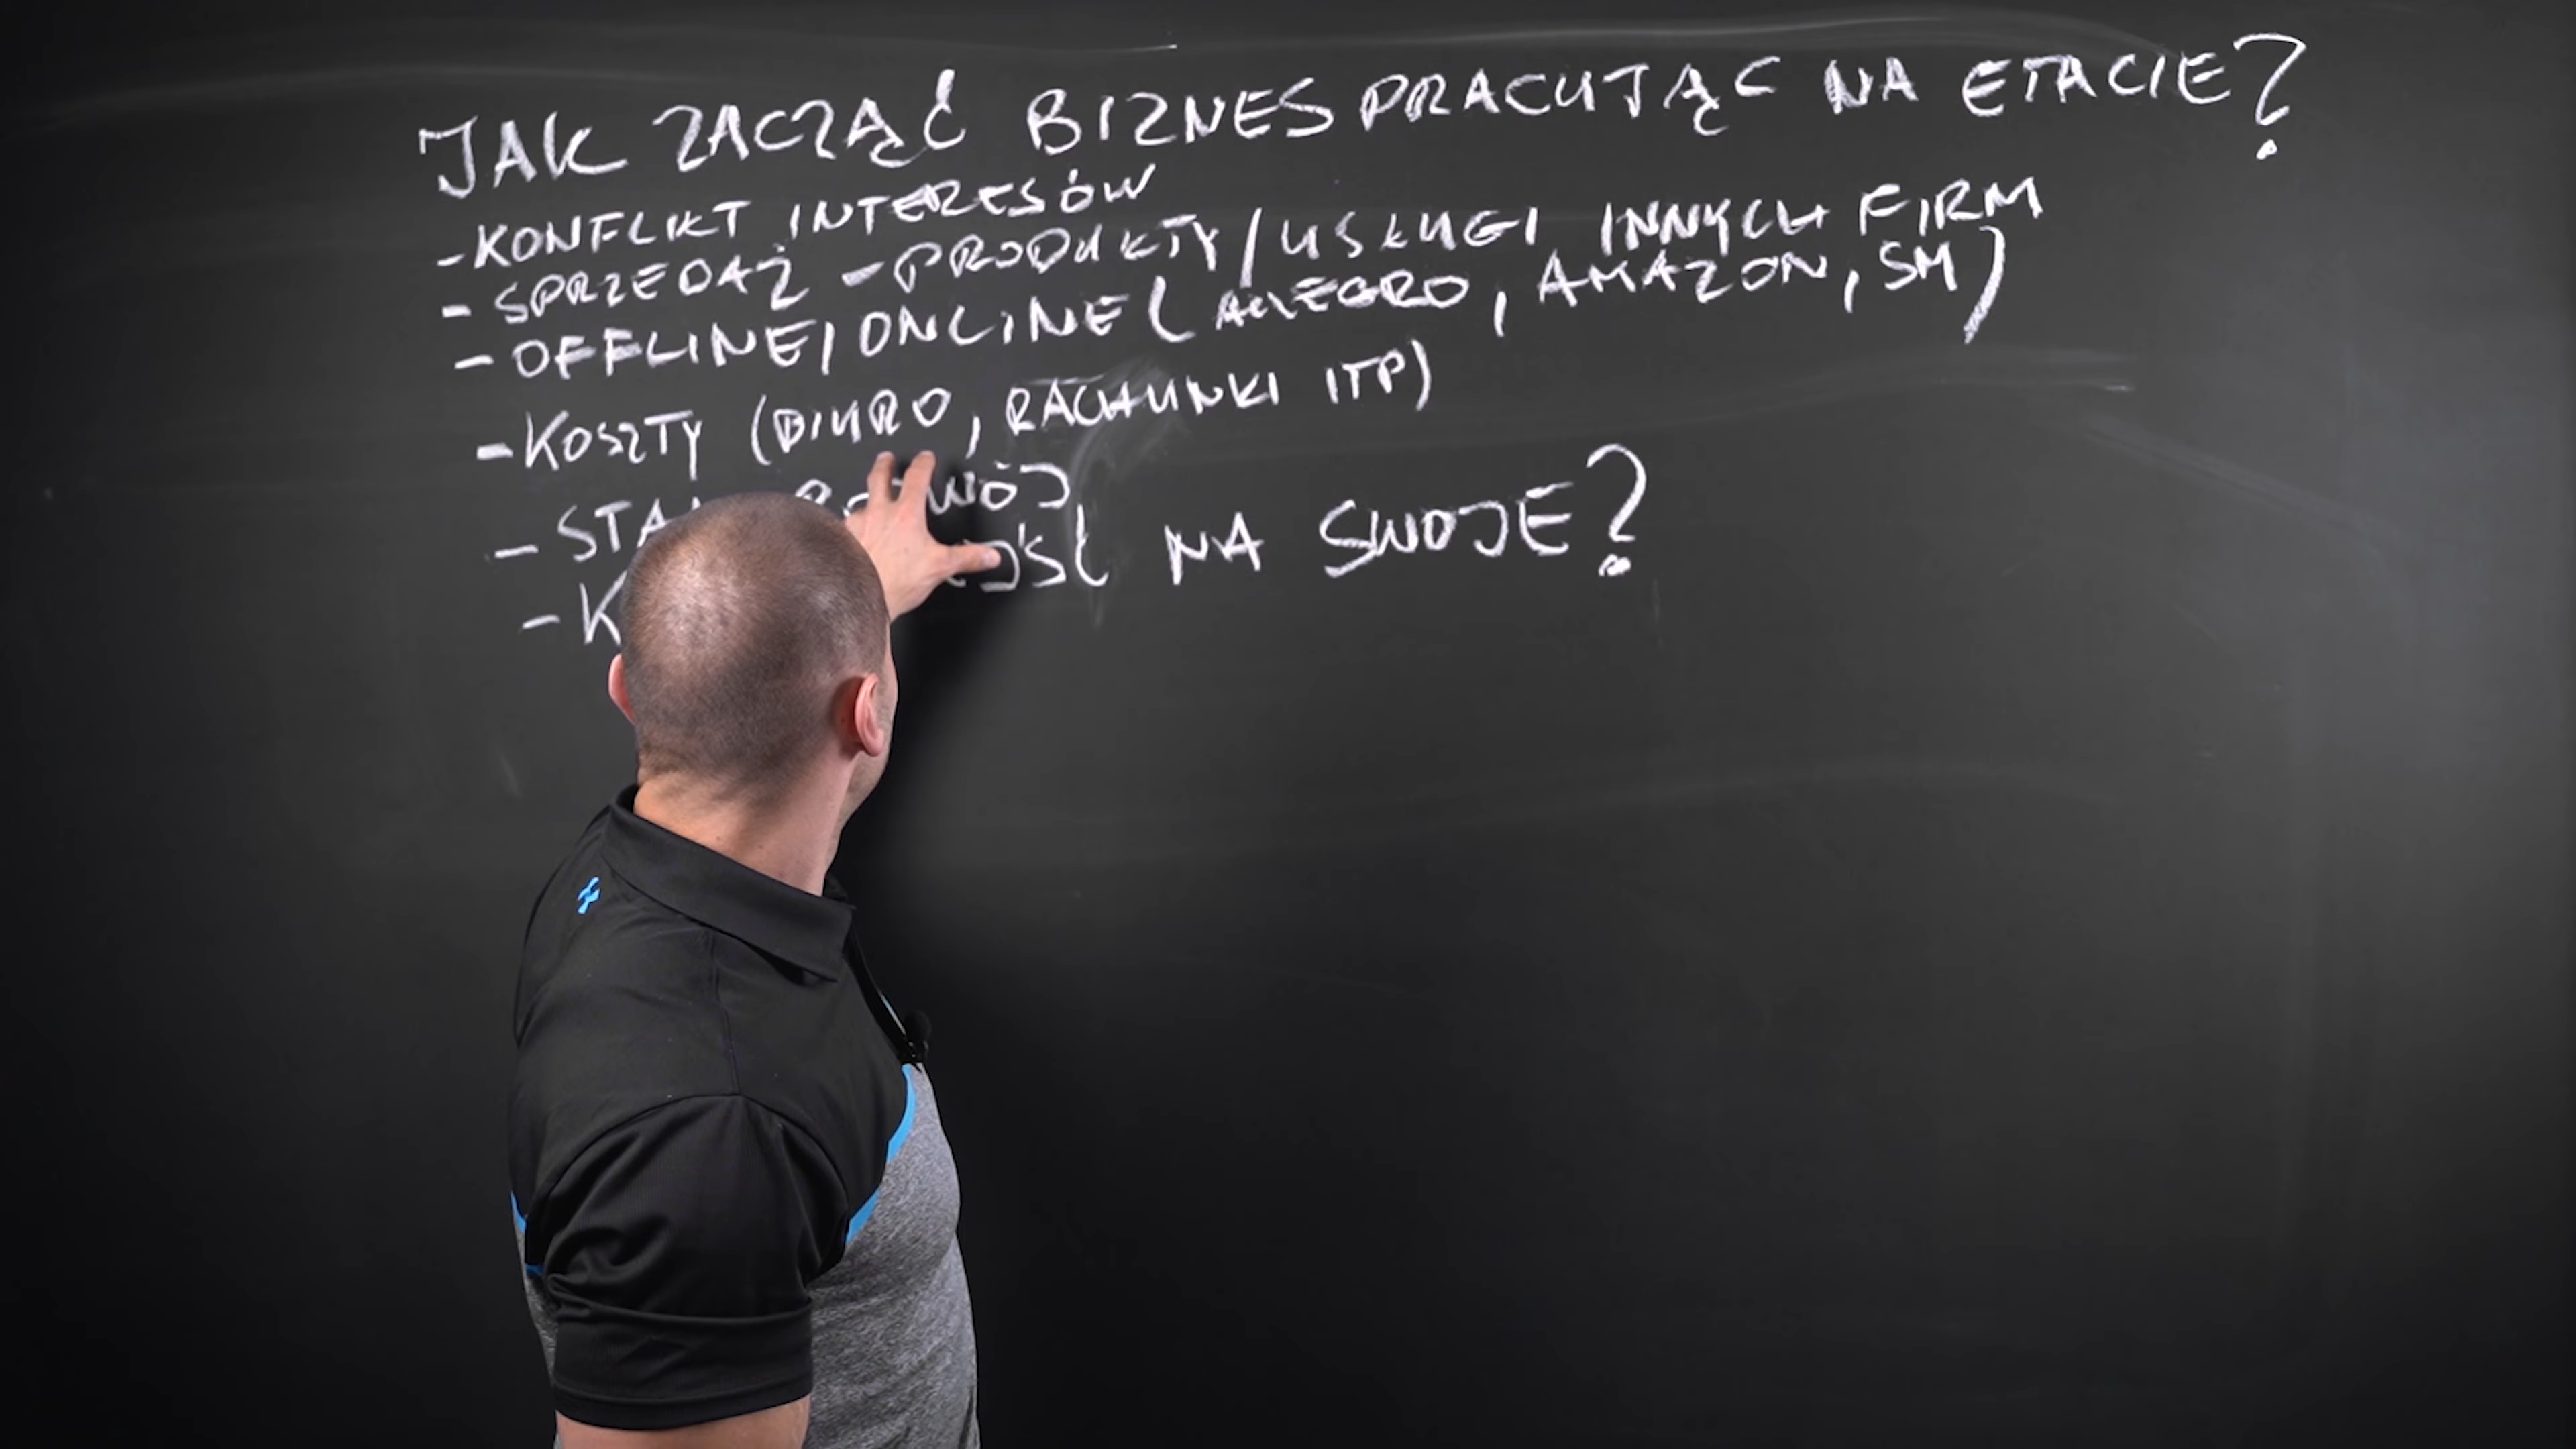 JAK ZACZĄĆ BIZNES PRACUJĄC NA ETACIE?
- KONFLIKT INTERESÓW
- SPRZEDAŻ - PRODUKTY/USŁUGI INNYCH FIRM
- OFFLINE/ONLINE (ALLEGRO, AMAZON, SM)
- KOSZTY (BIURO, RACHUNKI ITP)
-
- NA SWOJE?